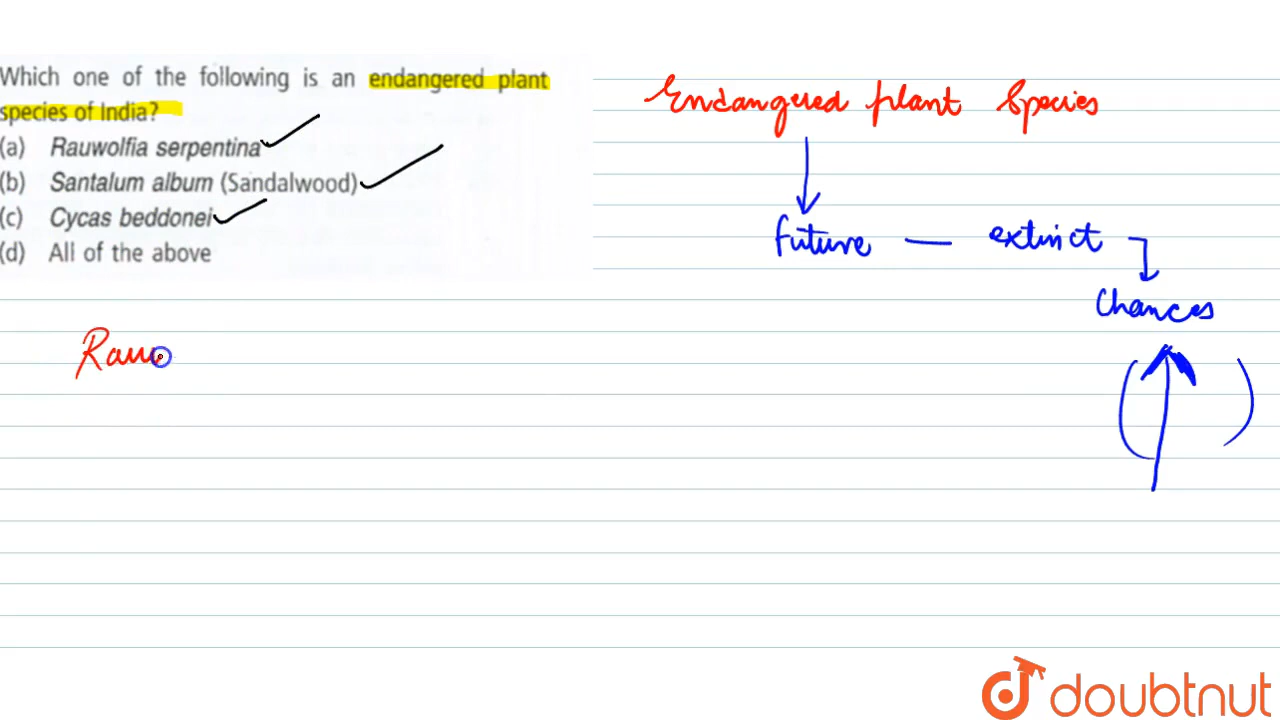 Which one of the following is an endangered plant
species of India?
(a) Rauwolfia serpentina
(b) Santalum album (Sandalwood)
(c) Cycas beddonei
(d) All of the above
Endangered plant Species
future — extinct
Chances
Rauw
doubtnut